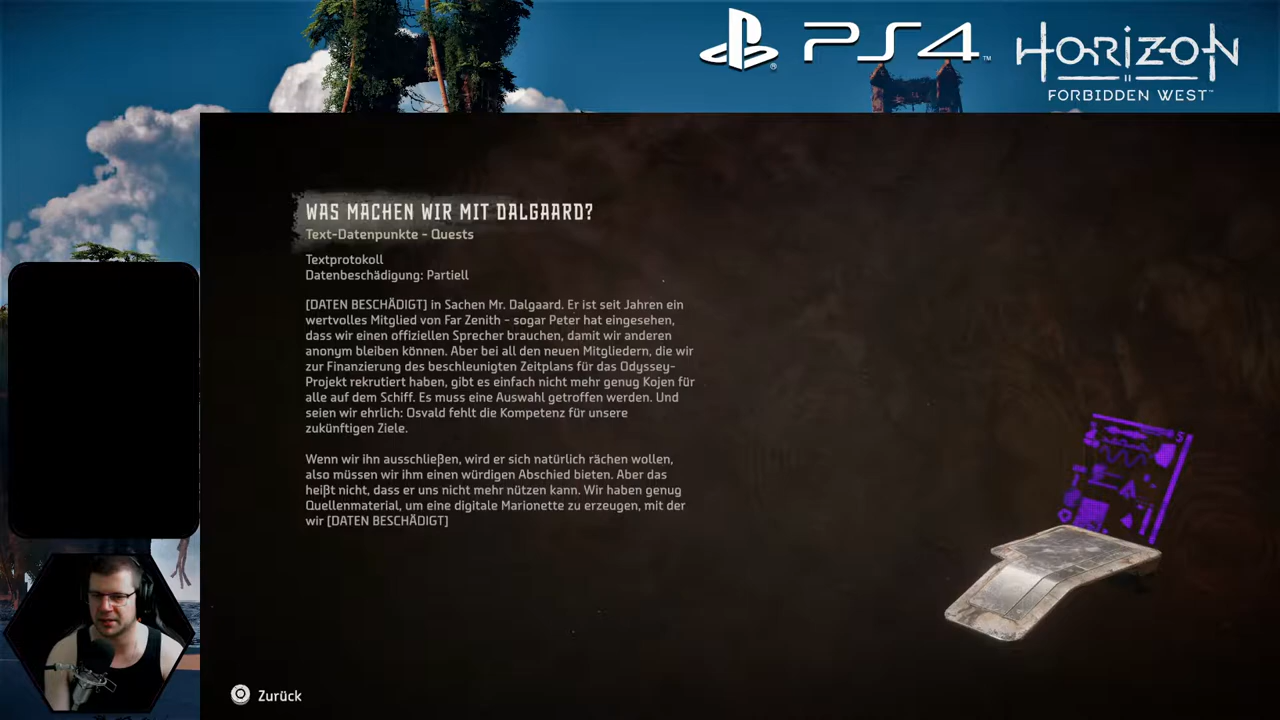 PS4™
HORIZON
FORBIDDEN WEST™
WAS MACHEN WIR MIT DALGAARD?
Text-Datenpunkte - Quests
Textprotokoll
Datenbeschädigung: Partiell
[DATEN BESCHÄDIGT] in Sachen Mr. Dalgaard. Er ist seit Jahren ein
wertvolles Mitglied von Far Zenith - sogar Peter hat eingesehen,
dass wir einen offiziellen Sprecher brauchen, damit wir anderen
anonym bleiben können. Aber bei all den neuen Mitgliedern, die wir
zur Finanzierung des beschleunigten Zeitplans für das Odyssey-
Projekt rekrutiert haben, gibt es einfach nicht mehr genug Kojen für
alle auf dem Schiff. Es muss eine Auswahl getroffen werden. Und
seien wir ehrlich: Osvald fehlt die Kompetenz für unsere
zukünftigen Ziele.
Wenn wir ihn ausschließen, wird er sich natürlich rächen wollen,
also müssen wir ihm einen würdigen Abschied bieten. Aber das
heißt nicht, dass er uns nicht mehr nützen kann. Wir haben genug
Quellenmaterial, um eine digitale Marionette zu erzeugen, mit der
wir [DATEN BESCHÄDIGT]
Zurück